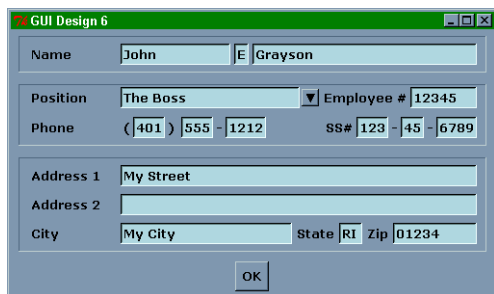 GUI Design 6
Name John E Grayson
Position The Boss Employee # 12345
Phone ( 401 ) 555 - 1212 SS# 123 - 45 - 6789
Address 1 My Street
Address 2
City My City State RI Zip 01234
OK